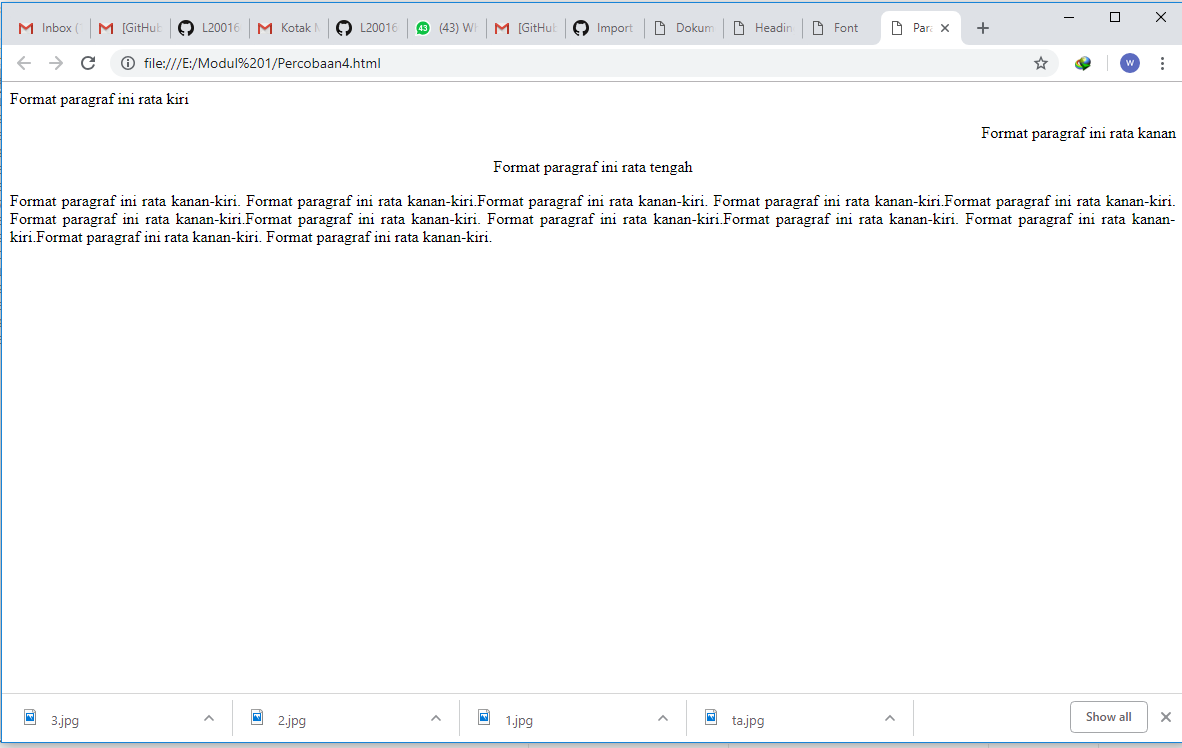 Inbox (
[GitHub
L20016
Kotak M
L20016
43 (43) Wh
[GitHub
Import
Dokum
Headin
Font
Para
file:///E:/Modul%201/Percobaan4.html
W
Format paragraf ini rata kiri
Format paragraf ini rata kanan
Format paragraf ini rata tengah
Format paragraf ini rata kanan-kiri. Format paragraf ini rata kanan-kiri.Format paragraf ini rata kanan-kiri. Format paragraf ini rata kanan-kiri.Format paragraf ini rata kanan-kiri.
Format paragraf ini rata kanan-kiri.Format paragraf ini rata kanan-kiri. Format paragraf ini rata kanan-kiri.Format paragraf ini rata kanan-kiri. Format paragraf ini rata kanan-
kiri.Format paragraf ini rata kanan-kiri. Format paragraf ini rata kanan-kiri.
3.jpg
2.jpg
1.jpg
ta.jpg
Show all